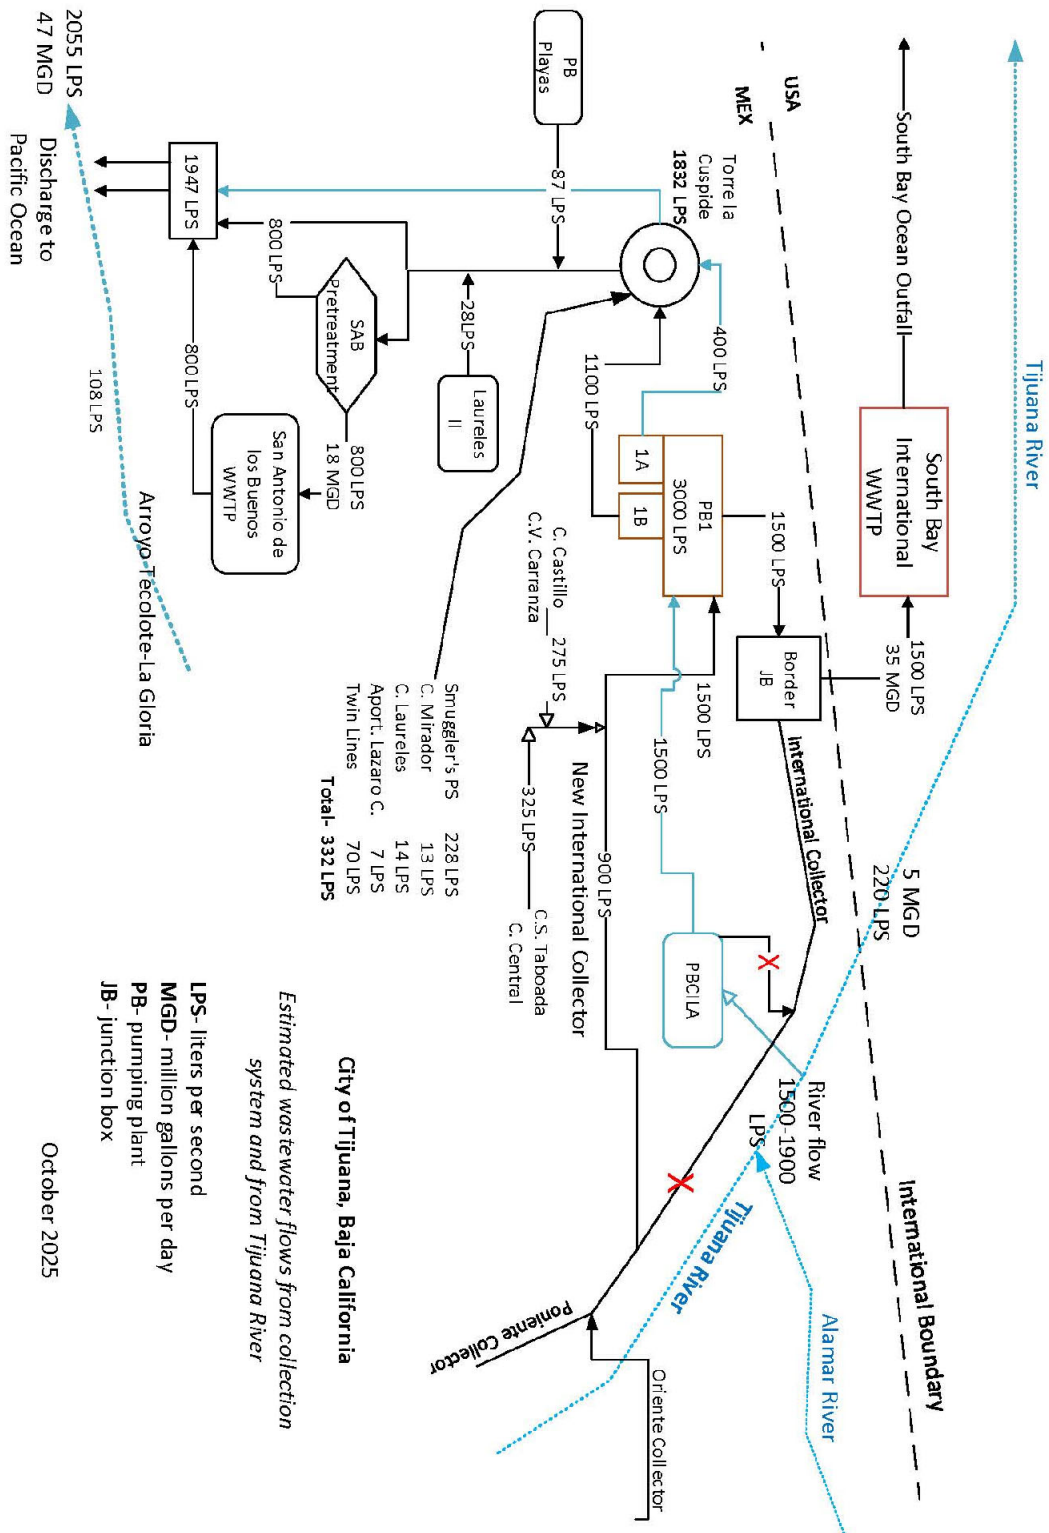 Tijuana River
South Bay Ocean Outfall
South Bay
International
WWTP
1500 LPS
35 MGD
5 MGD
220 LPS
USA
MEX
International Boundary
Alamar River
Torre la
Cuspide
1832 LPS
400 LPS
1100 LPS
PB1
3000 LPS
1A
1B
1500 LPS
Border
JB
International Collector
1500 LPS
1500 LPS
PBCILA
River flow
1500-1900
LPS
Tijuana River
PB
Playas
87 LPS
28LPS
Laureles
II
C. Castillo
C.V. Carranza
275 LPS
325 LPS
C.S. Taboada
C. Central
New International Collector
900 LPS
Poniente Collector
Oriente Collector
1947 LPS
800 LPS
SAB
Pretreatment
800 LPS
18 MGD
San Antonio de
los Buenos
WWTP
800 LPS
Smuggler's PS 228 LPS
C. Mirador 13 LPS
C. Laureles 14 LPS
Aport. Lazaro C. 7 LPS
Twin Lines 70 LPS
Total- 332 LPS
2055 LPS
47 MGD
Discharge to
Pacific Ocean
108 LPS
Arroyo Tecolote-La Gloria
City of Tijuana, Baja California
Estimated wastewater flows from collection
system and from Tijuana River
LPS- liters per second
MGD- million gallons per day
PB- pumping plant
JB- junction box
October 2025